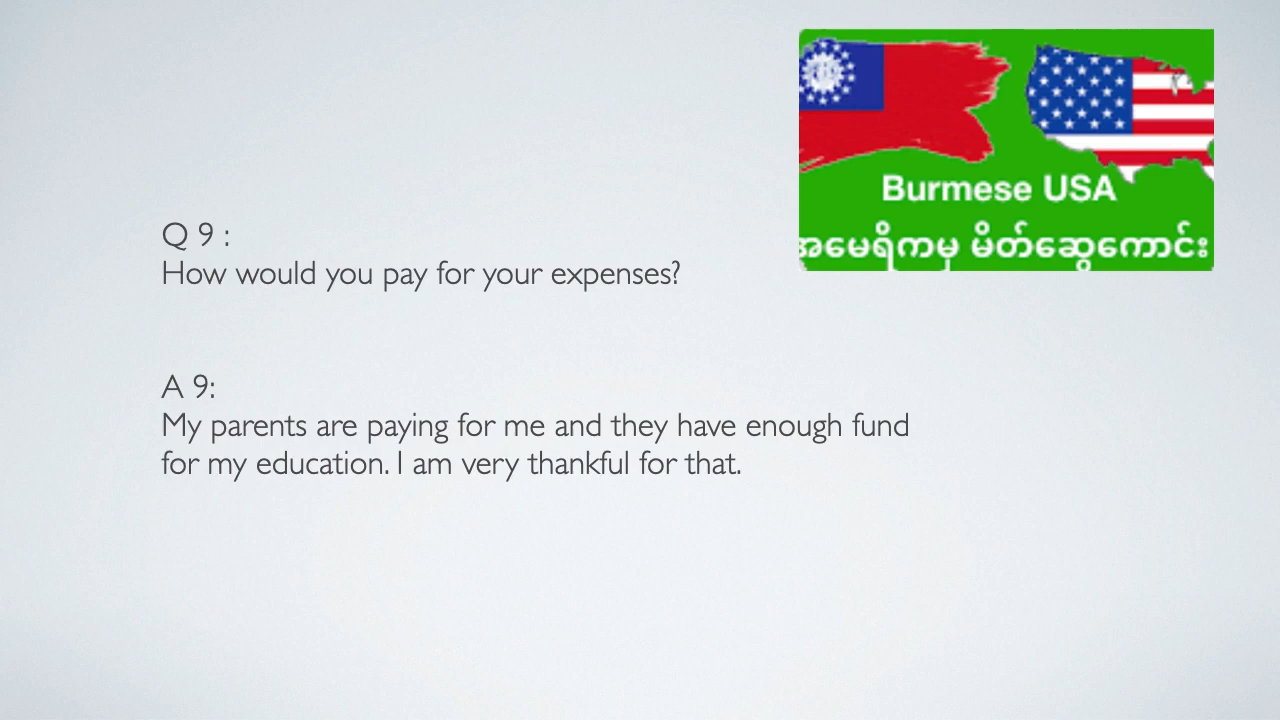 Burmese USA
အမေရိကမှ မိတ်ဆွေကောင်း
Q 9 :
How would you pay for your expenses?
A 9:
My parents are paying for me and they have enough fund
for my education. I am very thankful for that.